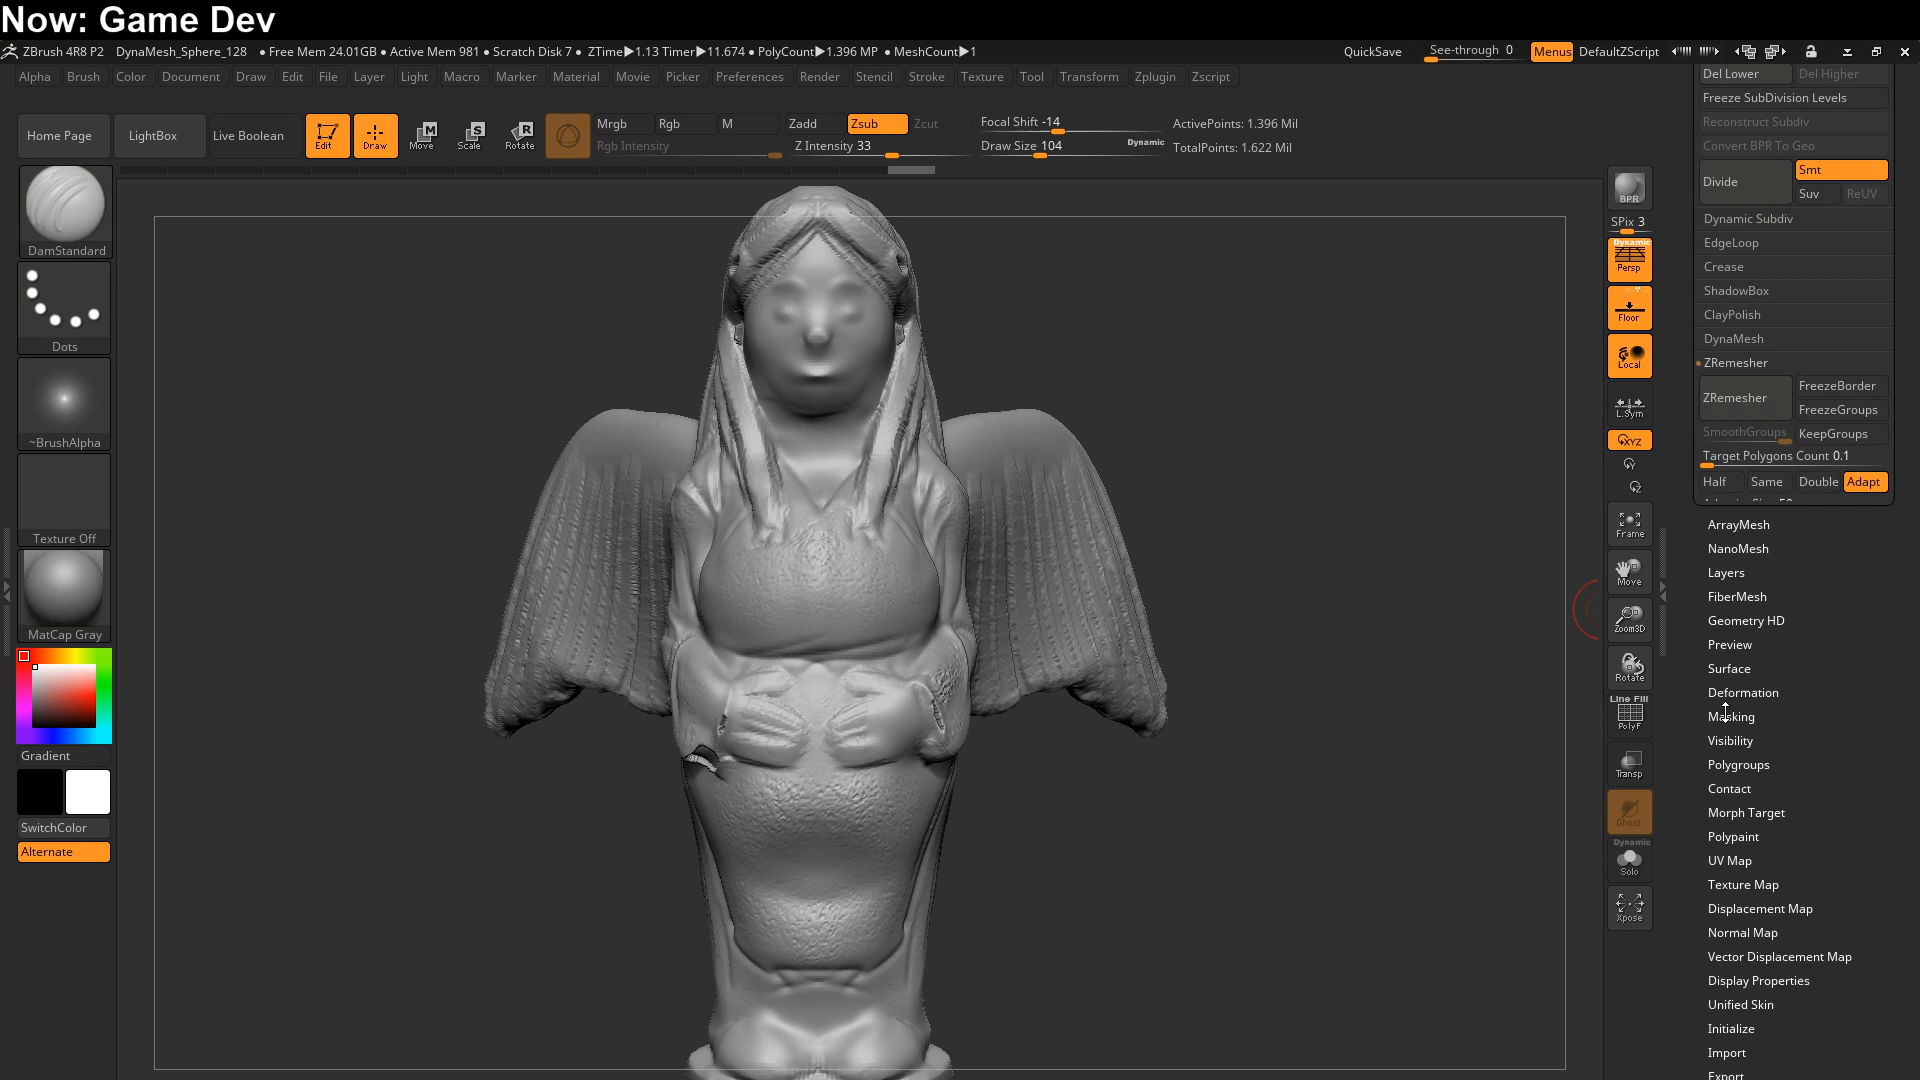 Now: Game Dev
ZBrush 4R8 P2 DynaMesh_Sphere_128 ● Free Mem 24.01GB ● Active Mem 981 ● Scratch Disk 7 ● ZTime▶1.13 Timer▶11.674 ● PolyCount▶1.396 MP ● MeshCount▶1
QuickSave See-through 0 Menus DefaultZScript
Alpha Brush Color Document Draw Edit File Layer Light Macro Marker Material Movie Picker Preferences Render Stencil Stroke Texture Tool Transform Zplugin Zscript
Home Page LightBox Live Boolean Edit Draw Move Scale Rotate
M S R
Mrgb Rgb M Zadd Zsub Zcut
Rgb Intensity Z Intensity 33
Focal Shift -14
Draw Size 104 Dynamic
ActivePoints: 1.396 Mil
TotalPoints: 1.622 Mil
DamStandard
Dots
~BrushAlpha
Texture Off
MatCap Gray
Gradient
SwitchColor
Alternate
BPR
SPix 3
Dynamic
Persp
Floor
Local
L.Sym
XYZ
Y
Z
Frame
Move
Zoom3D
Rotate
Line Fill
PolyF
Transp
Ghost
Dynamic
Solo
Xpose
Del Lower Del Higher
Freeze SubDivision Levels
Reconstruct Subdiv
Convert BPR To Geo
Divide Smt
Suv ReUV
Dynamic Subdiv
EdgeLoop
Crease
ShadowBox
ClayPolish
DynaMesh
ZRemesher
ZRemesher FreezeBorder
FreezeGroups
SmoothGroups KeepGroups
Target Polygons Count 0.1
Half Same Double Adapt
ArrayMesh
NanoMesh
Layers
FiberMesh
Geometry HD
Preview
Surface
Deformation
Masking
Visibility
Polygroups
Contact
Morph Target
Polypaint
UV Map
Texture Map
Displacement Map
Normal Map
Vector Displacement Map
Display Properties
Unified Skin
Initialize
Import
Export